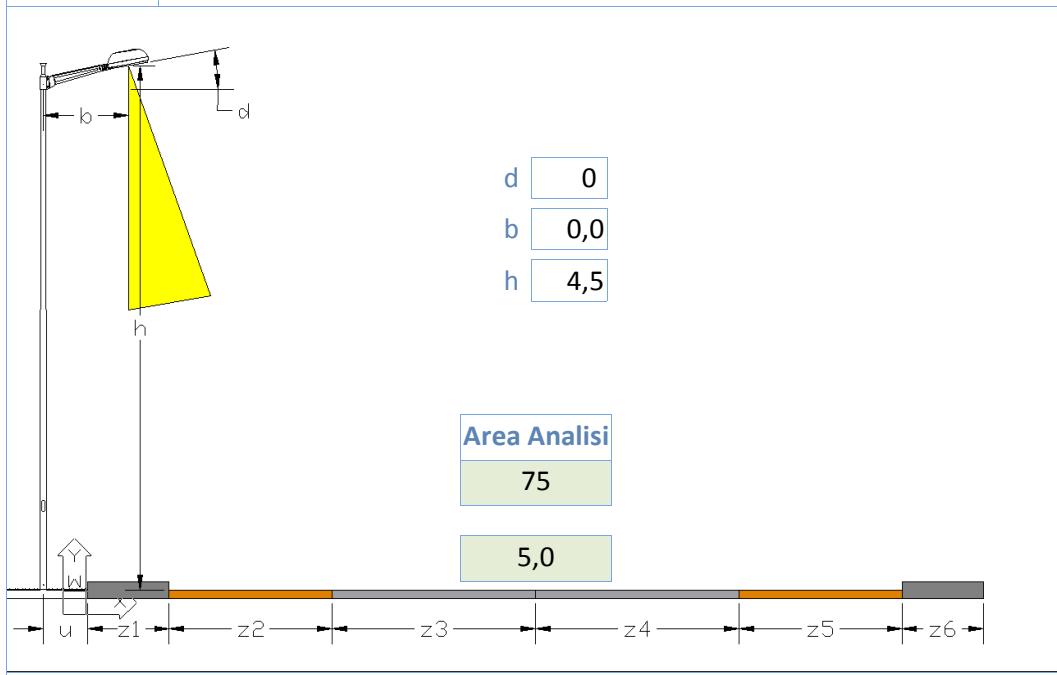 b
d
d 0
b 0,0
h 4,5
h
Area Analisi
75
5,0
Y
W
X
u z1 z2 z3 z4 z5 z6